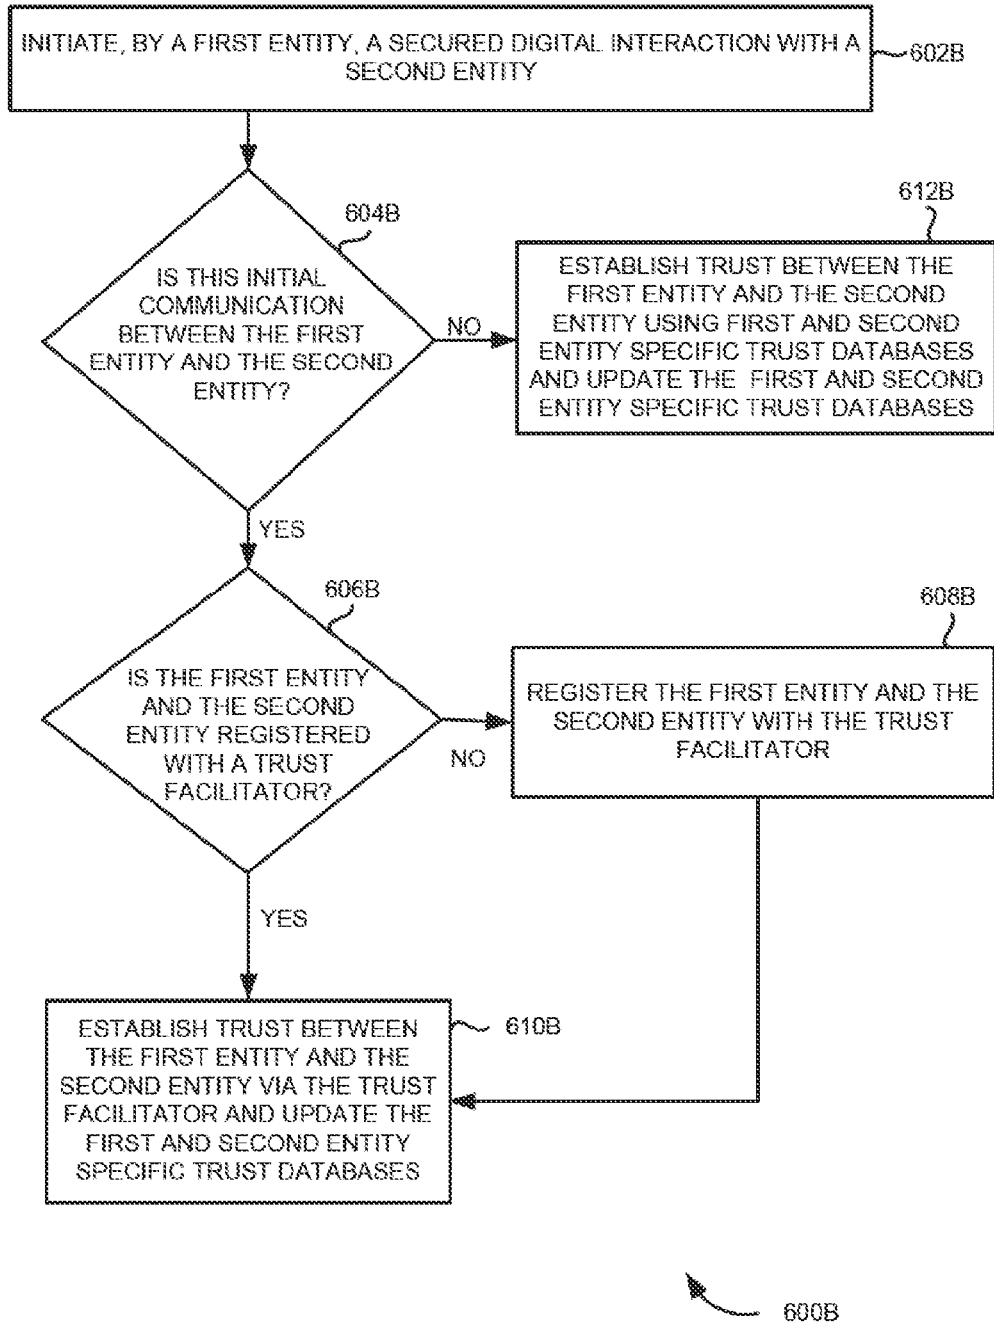 INITIATE, BY A FIRST ENTITY, A SECURED DIGITAL INTERACTION WITH A
SECOND ENTITY
602B
604B
IS THIS INITIAL
COMMUNICATION
BETWEEN THE FIRST
ENTITY AND THE SECOND
ENTITY?
NO
612B
ESTABLISH TRUST BETWEEN THE
FIRST ENTITY AND THE SECOND
ENTITY USING FIRST AND SECOND
ENTITY SPECIFIC TRUST DATABASES
AND UPDATE THE FIRST AND SECOND
ENTITY SPECIFIC TRUST DATABASES
YES
606B
IS THE FIRST ENTITY
AND THE SECOND
ENTITY REGISTERED
WITH A TRUST
FACILITATOR?
NO
608B
REGISTER THE FIRST ENTITY AND THE
SECOND ENTITY WITH THE TRUST
FACILITATOR
YES
ESTABLISH TRUST BETWEEN
THE FIRST ENTITY AND THE
SECOND ENTITY VIA THE TRUST
FACILITATOR AND UPDATE THE
FIRST AND SECOND ENTITY
SPECIFIC TRUST DATABASES
610B
600B